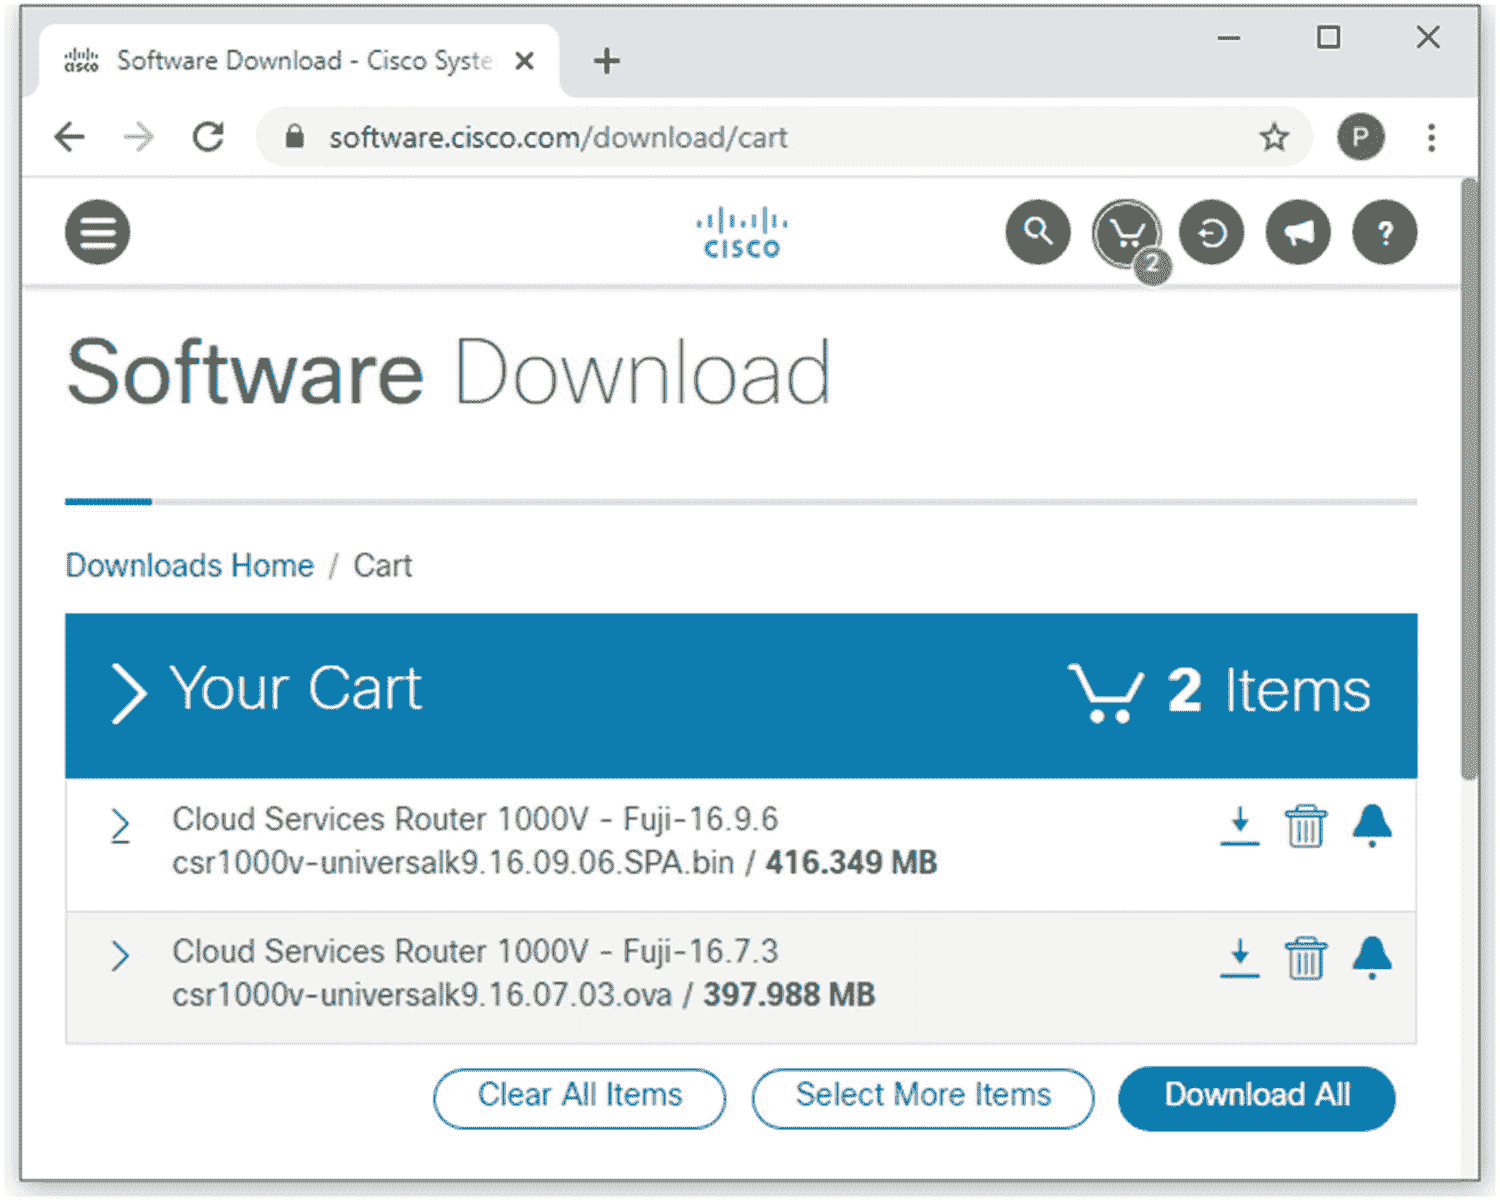 cisco Software Download - Cisco Syste
software.cisco.com/download/cart
P
cisco
2
?
Software Download
Downloads Home / Cart
Your Cart
2 Items
Cloud Services Router 1000V - Fuji-16.9.6
csr1000v-universalk9.16.09.06.SPA.bin / 416.349 MB
Cloud Services Router 1000V - Fuji-16.7.3
csr1000v-universalk9.16.07.03.ova / 397.988 MB
Clear All Items
Select More Items
Download All